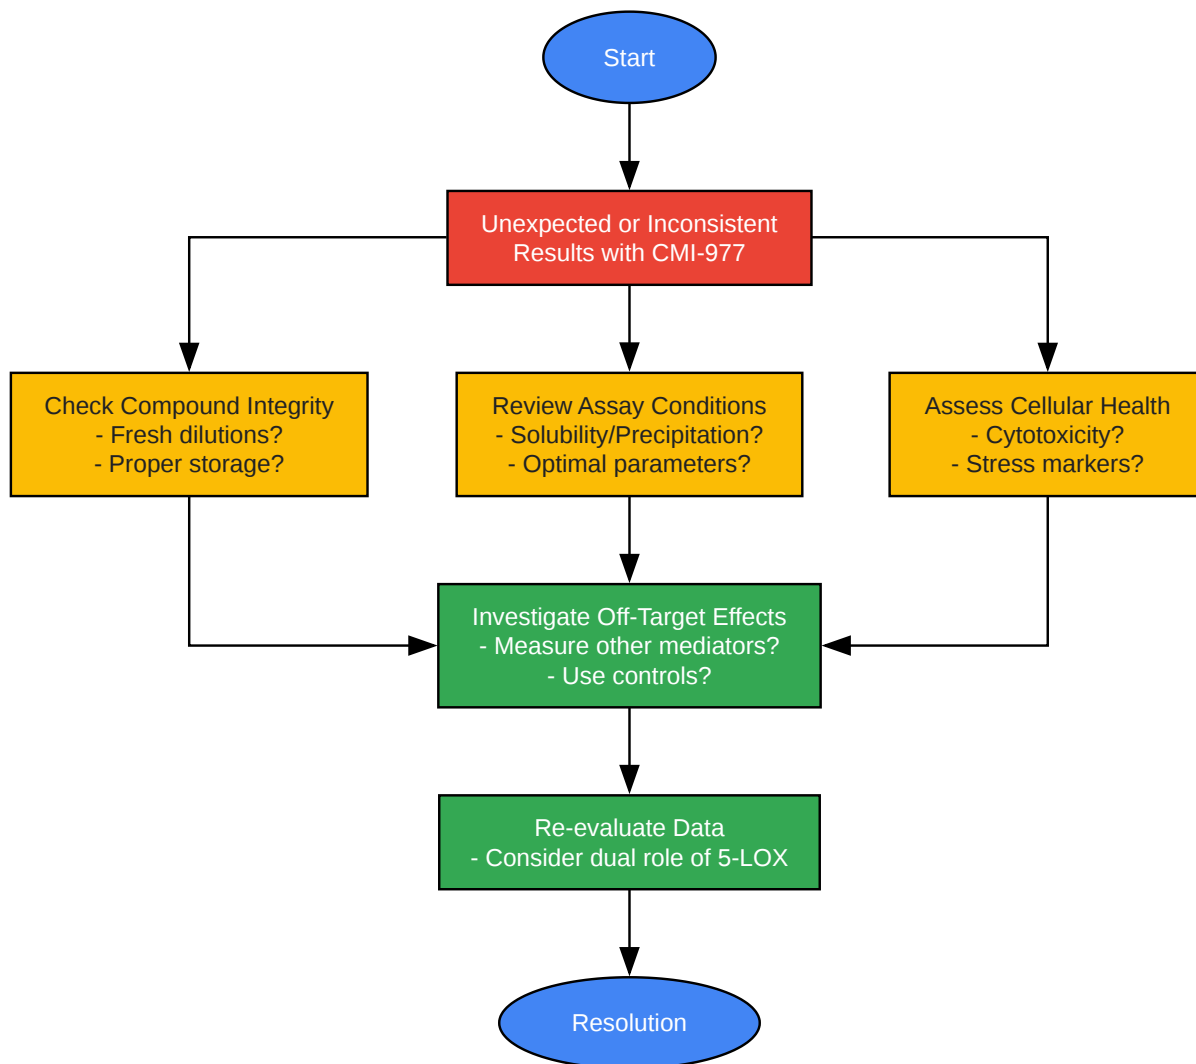 Start
Unexpected or Inconsistent
Results with CMI-977
Check Compound Integrity
- Fresh dilutions?
- Proper storage?
Review Assay Conditions
- Solubility/Precipitation?
- Optimal parameters?
Assess Cellular Health
- Cytotoxicity?
- Stress markers?
Investigate Off-Target Effects
- Measure other mediators?
- Use controls?
Re-evaluate Data
- Consider dual role of 5-LOX
Resolution